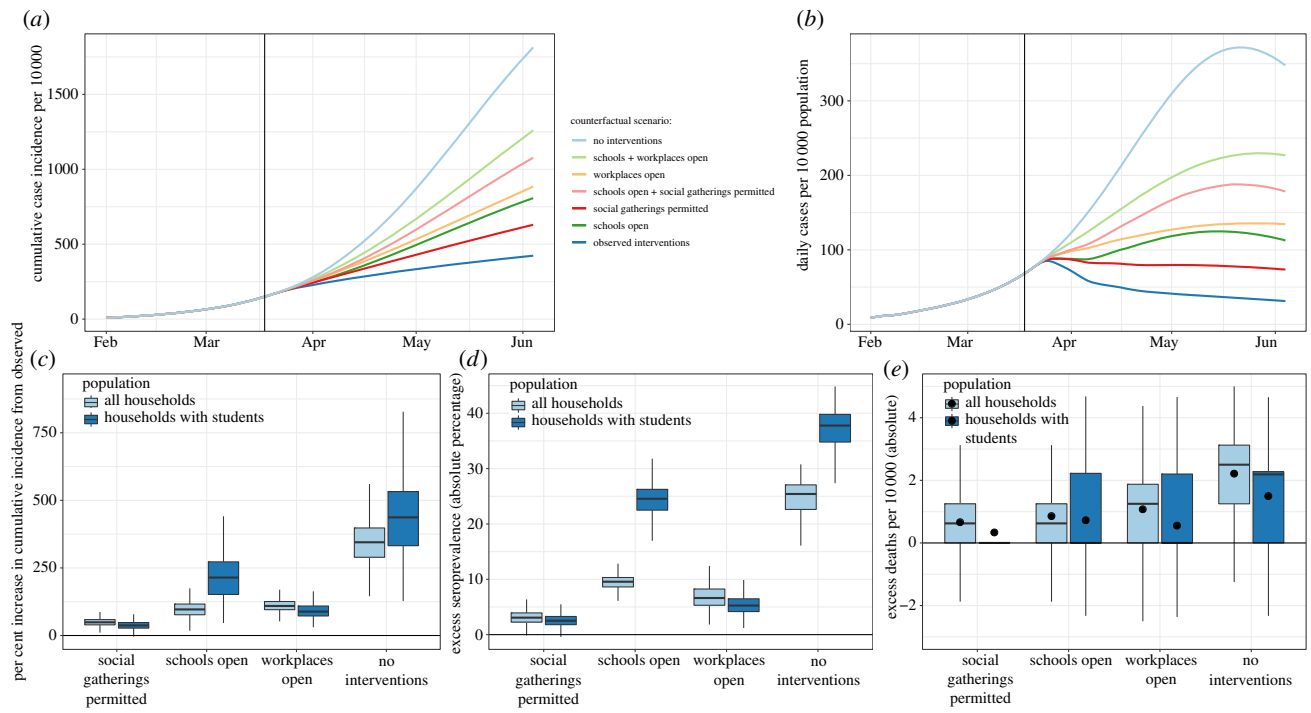 (a)
cumulative case incidence per 10 000
1500
1000
500
0
Feb
Mar
Apr
May
Jun
counterfactual scenario:
no interventions
schools + workplaces open
workplaces open
schools open + social gatherings permitted
social gatherings permitted
schools open
observed interventions
(b)
daily cases per 10 000 population
300
200
100
0
Feb
Mar
Apr
May
Jun
(c)
per cent increase in cumulative incidence from observed
750
500
250
0
population
all households
households with students
social
gatherings
permitted
schools open
workplaces
open
no
interventions
(d)
excess seroprevalence (absolute percentage)
40
30
20
10
0
population
all households
households with students
social
gatherings
permitted
schools open
workplaces
open
no
interventions
(e)
excess deaths per 10 000 (absolute)
4
2
0
−2
population
all households
households with
students
social
gatherings
permitted
schools open
workplaces
open
no
interventions